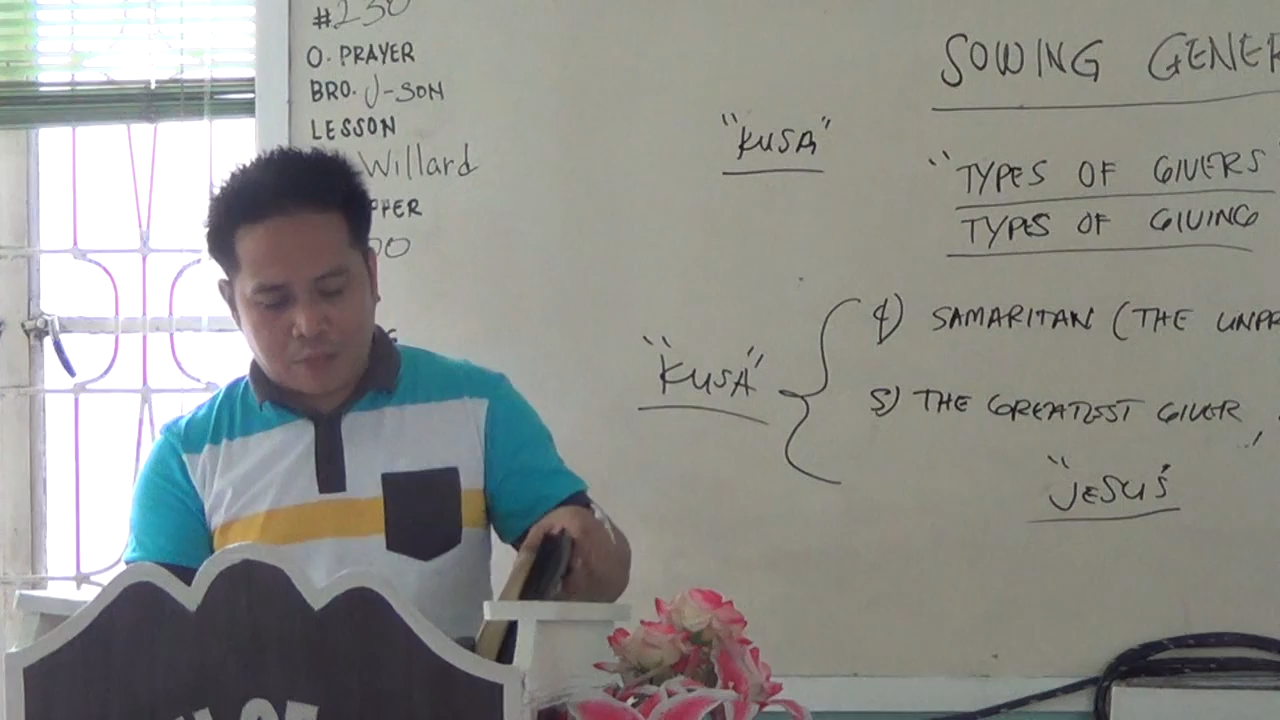 #230
O. PRAYER
BRO. J-SON
LESSON
Willard
"KUSA"
SOWING GENER
"TYPES OF GIVERS"
TYPES OF GIVING
"KUSA"
4) SAMARITAN (THE UNPR
5) THE GREATEST GIVER,
"JESUS"